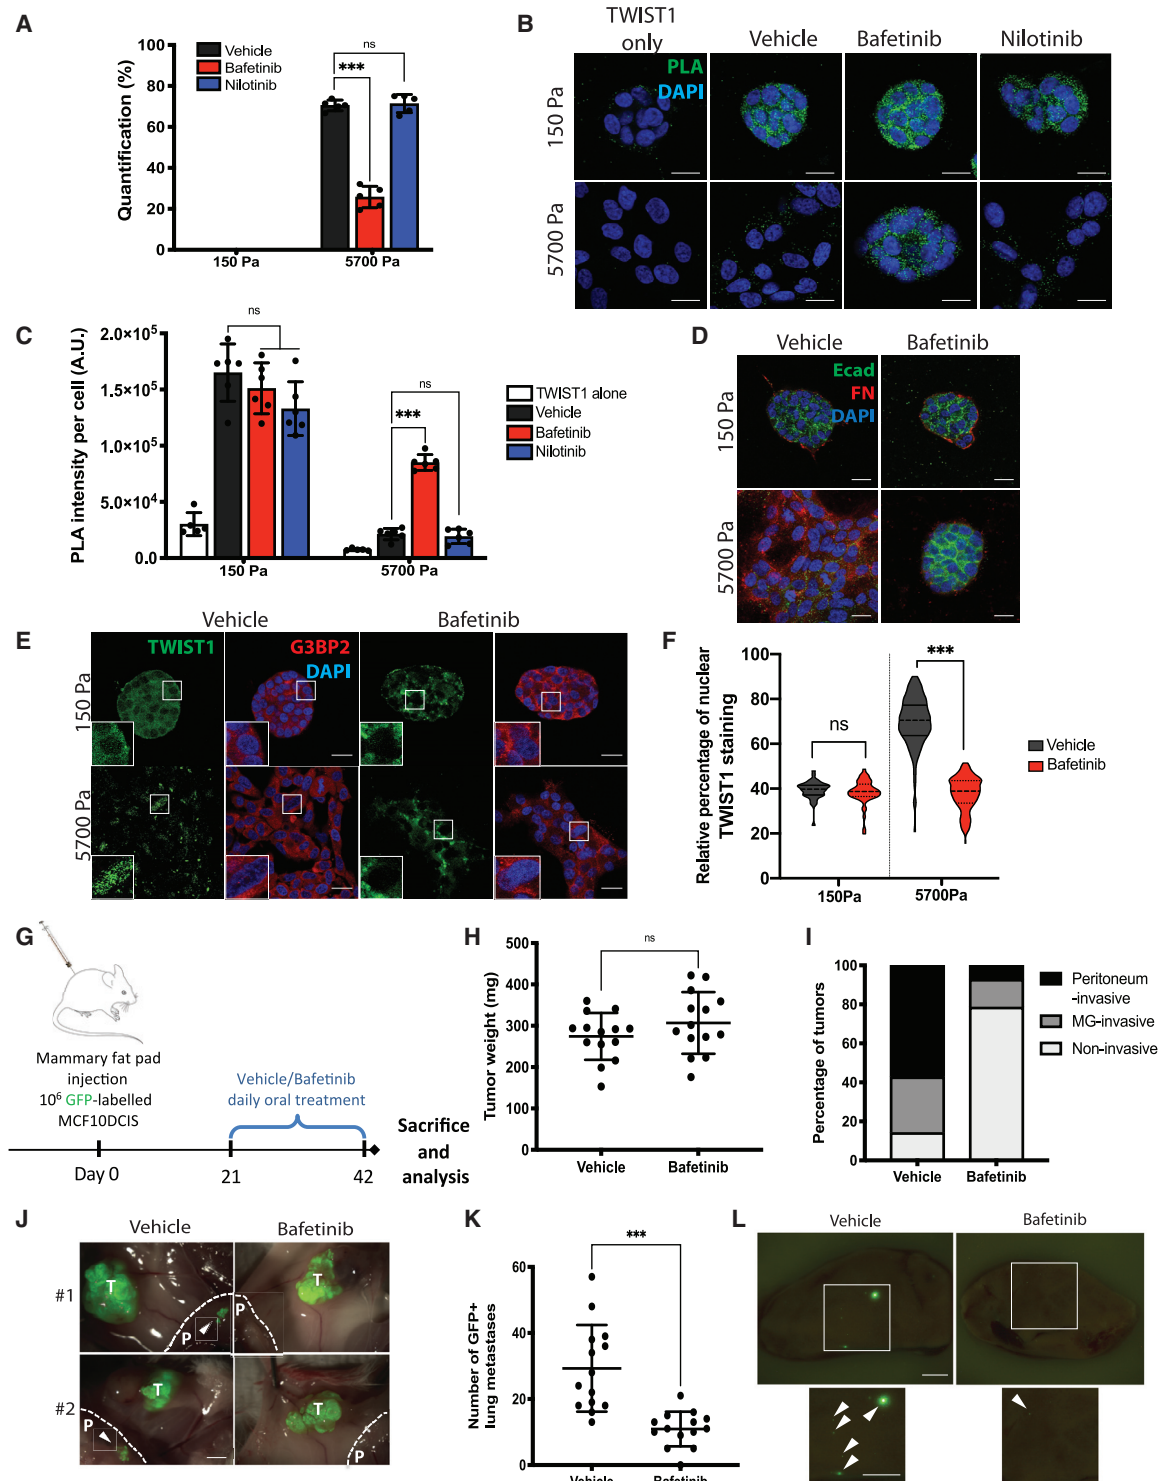 A
Quantification (%)
100
80
60
40
20
0
Vehicle
Bafetinib
Nilotinib
ns
***
150 Pa
5700 Pa
B
TWIST1
only
Vehicle
Bafetinib
Nilotinib
PLA
DAPI
150 Pa
5700 Pa
C
PLA intensity per cell (A.U.)
2.0×10⁵
1.5×10⁵
1.0×10⁵
5.0×10⁴
0.0
ns
ns
***
150 Pa
5700 Pa
TWIST1 alone
Vehicle
Bafetinib
Nilotinib
D
Vehicle
Bafetinib
Ecad
FN
DAPI
150 Pa
5700 Pa
E
Vehicle
Bafetinib
TWIST1
G3BP2
DAPI
150 Pa
5700 Pa
F
Relative percentage of nuclear
TWIST1 staining
100
80
60
40
20
0
ns
***
150Pa
5700Pa
Vehicle
Bafetinib
G
Mammary fat pad
injection
10⁶ GFP-labelled
MCF10DCIS
Vehicle/Bafetinib
daily oral treatment
Day 0
21
42
Sacrifice
and
analysis
H
Tumor weight (mg)
500
400
300
200
100
0
ns
Vehicle
Bafetinib
I
Percentage of tumors
100
80
60
40
20
0
Vehicle
Bafetinib
Peritoneum
-invasive
MG-invasive
Non-invasive
J
Vehicle
Bafetinib
#1
T
T
P
P
#2
T
T
P
P
K
Number of GFP+
lung metastases
60
40
20
0
***
Vehicle
Bafetinib
L
Vehicle
Bafetinib